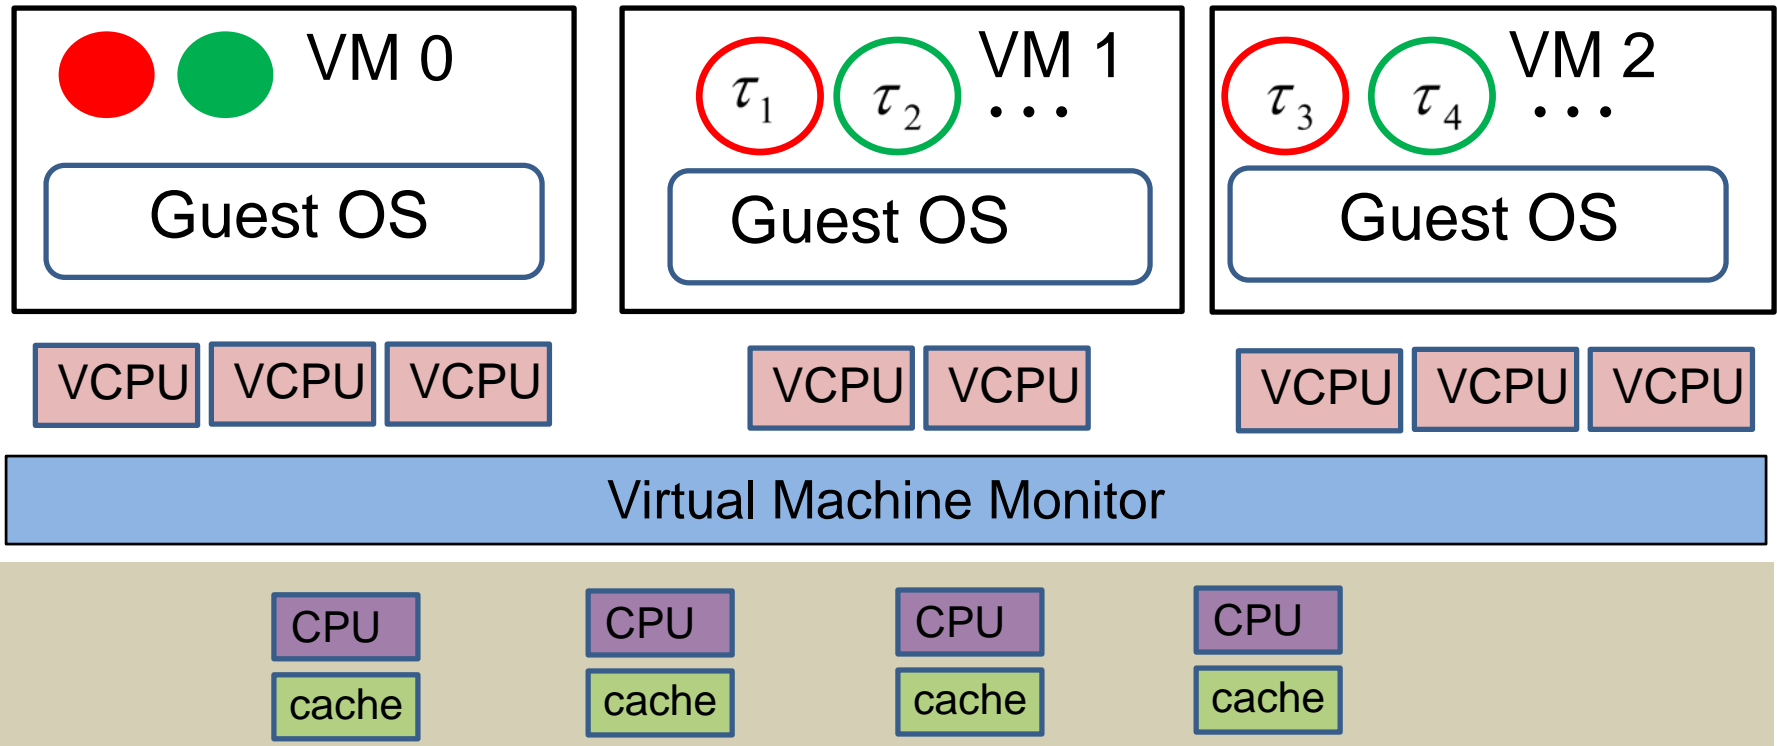 VM 0
VM 1
VM 2
τ1 τ2 ...
τ3 τ4 ...
Guest OS
Guest OS
Guest OS
VCPU VCPU VCPU
VCPU VCPU
VCPU VCPU VCPU
Virtual Machine Monitor
CPU CPU CPU CPU
cache cache cache cache